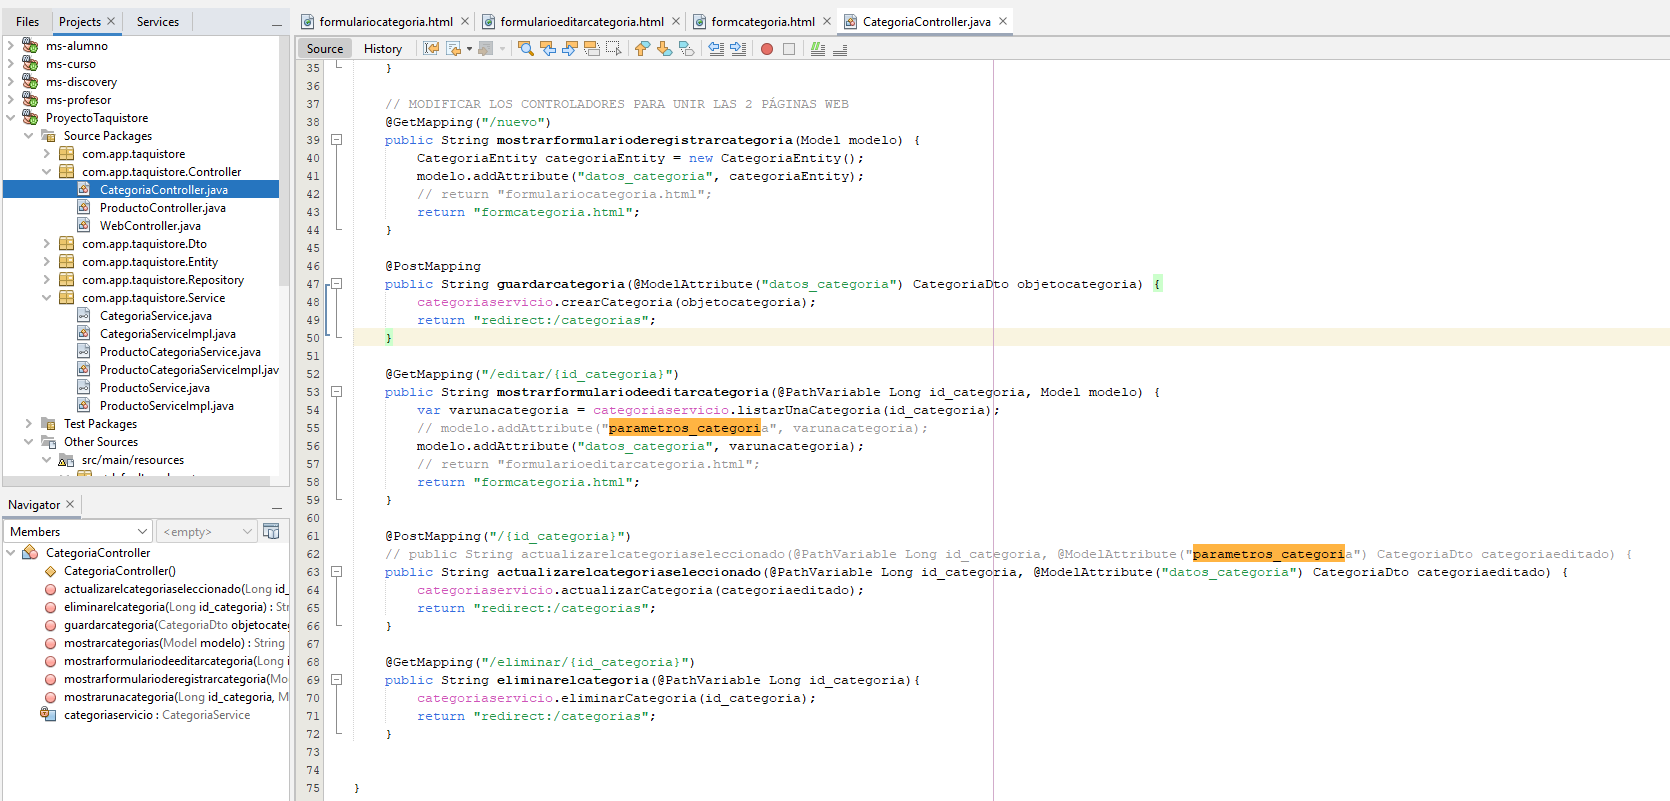 Files
Projects
Services
formulariocategoria.html
formularioeditarcategoria.html
formcategoria.html
CategoriaController.java
ms-alumno
ms-curso
ms-discovery
ms-profesor
ProyectoTaquistore
Source Packages
com.app.taquistore
com.app.taquistore.Controller
CategoriaController.java
ProductoController.java
WebController.java
com.app.taquistore.Dto
com.app.taquistore.Entity
com.app.taquistore.Repository
com.app.taquistore.Service
CategoriaService.java
CategoriaServiceImpl.java
ProductoCategoriaService.java
ProductoCategoriaServiceImpl.jav
ProductoService.java
ProductoServiceImpl.java
Test Packages
Other Sources
src/main/resources
Navigator
Members
<empty>
CategoriaController
CategoriaController()
actualizarelcategoriaseleccionado(Long id_
eliminarelcategoria(Long id_categoria) : Str
guardarcategoria(CategoriaDto objetocateg
mostrarcategorias(Model modelo) : String
mostrarformulariodeeditarcategoria(Long i
mostrarformularioderegistrarcategoria(Mo
mostrarunacategoria(Long id_categoria, M
categoriaservicio : CategoriaService
Source
History
35 }
36
37 // MODIFICAR LOS CONTROLADORES PARA UNIR LAS 2 PÁGINAS WEB
38 @GetMapping("/nuevo")
39 public String mostrarformularioderegistrarcategoria(Model modelo) {
40 CategoriaEntity categoriaEntity = new CategoriaEntity();
41 modelo.addAttribute("datos_categoria", categoriaEntity);
42 // return "formulariocategoria.html";
43 return "formcategoria.html";
44 }
45
46 @PostMapping
47 public String guardarcategoria(@ModelAttribute("datos_categoria") CategoriaDto objetocategoria) {
48 categoriaservicio.crearCategoria(objetocategoria);
49 return "redirect:/categorias";
50 }
51
52 @GetMapping("/editar/{id_categoria}")
53 public String mostrarformulariodeeditarcategoria(@PathVariable Long id_categoria, Model modelo) {
54 var varunacategoria = categoriaservicio.listarUnaCategoria(id_categoria);
55 // modelo.addAttribute("parametros_categoria", varunacategoria);
56 modelo.addAttribute("datos_categoria", varunacategoria);
57 // return "formularioeditarcategoria.html";
58 return "formcategoria.html";
59 }
60
61 @PostMapping("/{id_categoria}")
62 // public String actualizarelcategoriaseleccionado(@PathVariable Long id_categoria, @ModelAttribute("parametros_categoria") CategoriaDto categoriaeditado) {
63 public String actualizarelcategoriaseleccionado(@PathVariable Long id_categoria, @ModelAttribute("datos_categoria") CategoriaDto categoriaeditado) {
64 categoriaservicio.actualizarCategoria(categoriaeditado);
65 return "redirect:/categorias";
66 }
67
68 @GetMapping("/eliminar/{id_categoria}")
69 public String eliminarelcategoria(@PathVariable Long id_categoria){
70 categoriaservicio.eliminarCategoria(id_categoria);
71 return "redirect:/categorias";
72 }
73
74
75 }